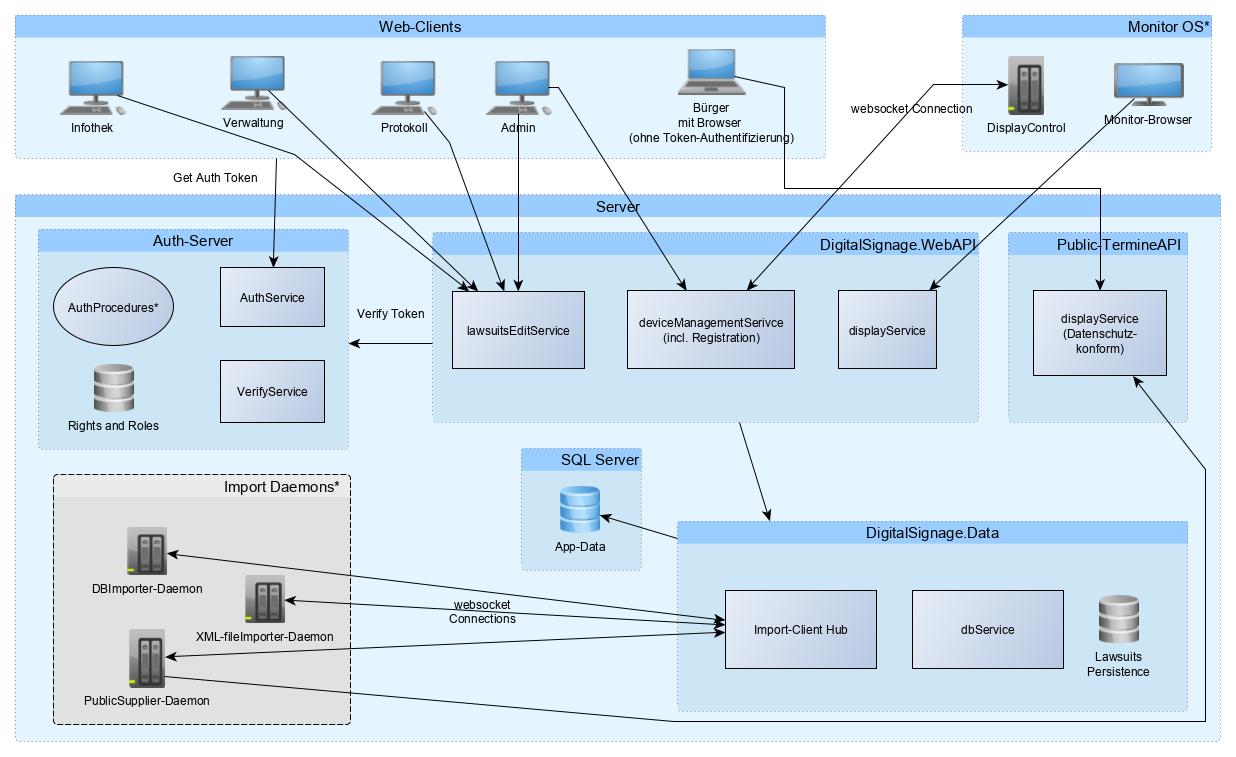 Web-Clients
Monitor OS*
Infothek
Verwaltung
Protokoll
Admin
Bürger
mit Browser
(ohne Token-Authentifizierung)
websocket Connection
DisplayControl
Monitor-Browser
Get Auth Token
Server
Auth-Server
AuthProcedures*
AuthService
VerifyService
Rights and Roles
Verify Token
DigitalSignage.WebAPI
lawsuitsEditService
deviceManagementSerivce
(incl. Registration)
displayService
Public-TermineAPI
displayService
(Datenschutz-
konform)
SQL Server
App-Data
Import Daemons*
DBImporter-Daemon
XML-fileImporter-Daemon
PublicSupplier-Daemon
websocket
Connections
DigitalSignage.Data
Import-Client Hub
dbService
Lawsuits
Persistence